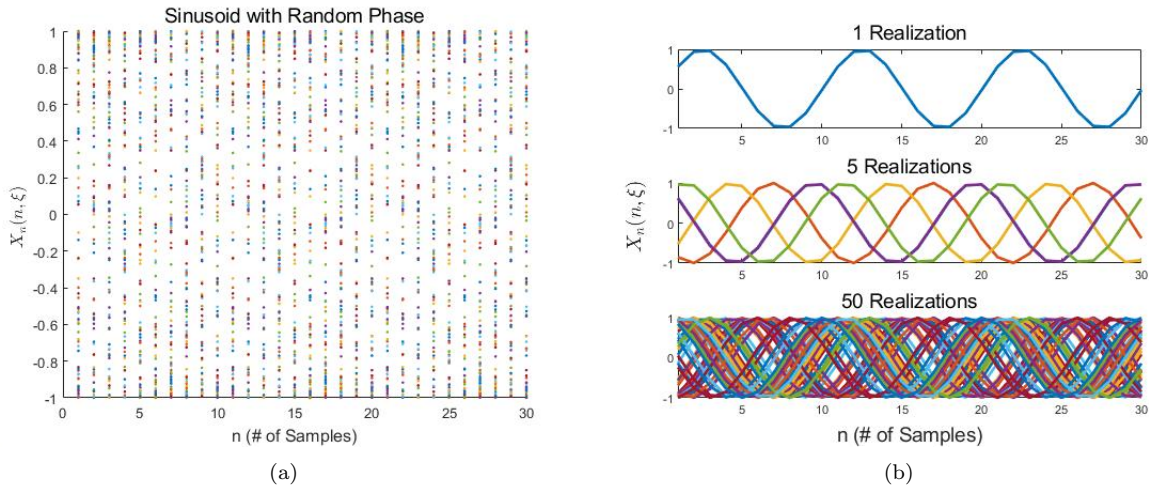 Sinusoid with Random Phase
1
0.8
0.6
0.4
0.2
0
-0.2
-0.4
-0.6
-0.8
-1
X_n(n, ξ)
0 5 10 15 20 25 30
n (# of Samples)
(a)
1 Realization
1
0
-1
5 10 15 20 25 30
5 Realizations
1
0
-1
X_n(n, ξ)
5 10 15 20 25 30
50 Realizations
1
0
-1
5 10 15 20 25 30
n (# of Samples)
(b)